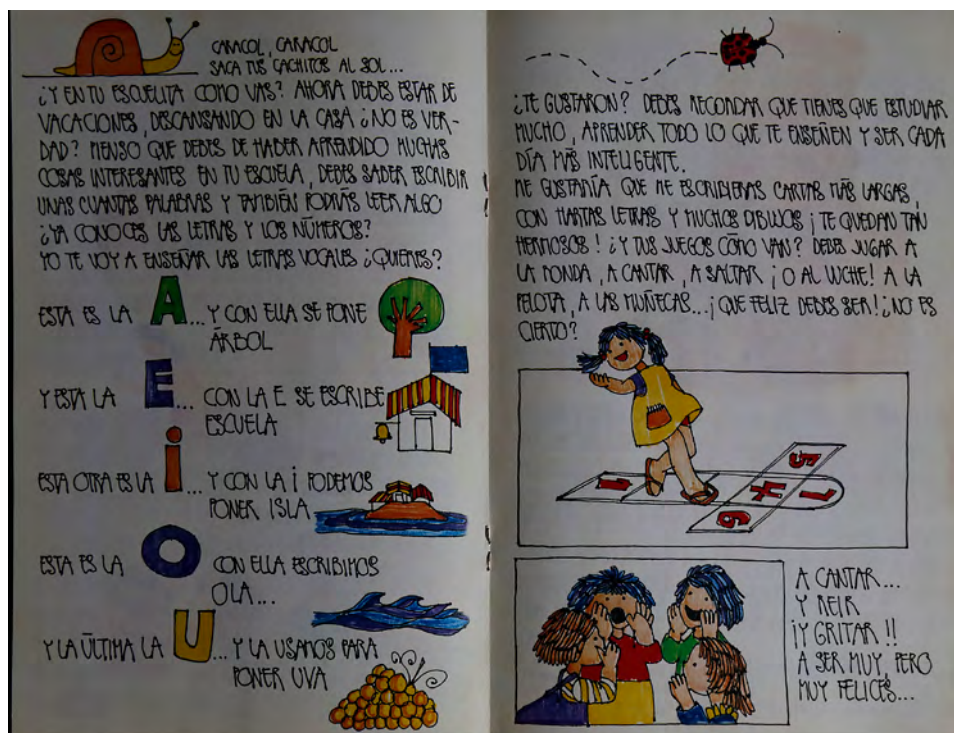 CARACOL, CARACOL
SACA TUS CACHITOS AL SOL...
¿Y EN TU ESCUELITA COMO VAS? AHORA DEBES ESTAR DE
VACACIONES, DESCANSANDO EN LA CASA ¿NO ES VER-
DAD? PIENSO QUE DEBES DE HABER APRENDIDO MUCHAS
COSAS INTERESANTES EN TU ESCUELA, DEBES SABER ESCRIBIR
UNAS CUANTAS PALABRAS Y TAMBIÉN PODRÁS LEER ALGO
¿YA CONOCES LAS LETRAS Y LOS NÚMEROS?
YO TE VOY A ENSEÑAR LAS LETRAS VOCALES ¿QUIERES?
ESTA ES LA A... Y CON ELLA SE PONE
ÁRBOL
Y ESTA LA E... CON LA E SE ESCRIBE
ESCUELA
ESTA OTRA ES LA i... Y CON LA i PODEMOS
PONER ISLA
ESTA ES LA O CON ELLA ESCRIBIMOS
OLA...
Y LA ÚLTIMA LA U... Y LA USAMOS PARA
PONER UVA
¿TE GUSTARON? DEBES RECORDAR QUE TIENES QUE ESTUDIAR
MUCHO, APRENDER TODO LO QUE TE ENSEÑEN Y SER CADA
DÍA MÁS INTELIGENTE.
ME GUSTARÍA QUE ME ESCRIBIERAS CARTAS MÁS LARGAS,
CON HARTAS LETRAS Y MUCHOS DIBUJOS ¡TE QUEDAN TAN
HERMOSOS! ¿Y TUS JUEGOS CÓMO VAN? DEBES JUGAR A
LA RONDA, A CANTAR, A SALTAR ¡O AL LUCHE! A LA
PELOTA, A LAS MUÑECAS...¡QUE FELIZ DEBES SER! ¿NO ES
CIERTO?
1 4 5 6 7
A CANTAR...
Y REIR
¡Y GRITAR!!
A SER MUY, PERO
MUY FELICES...